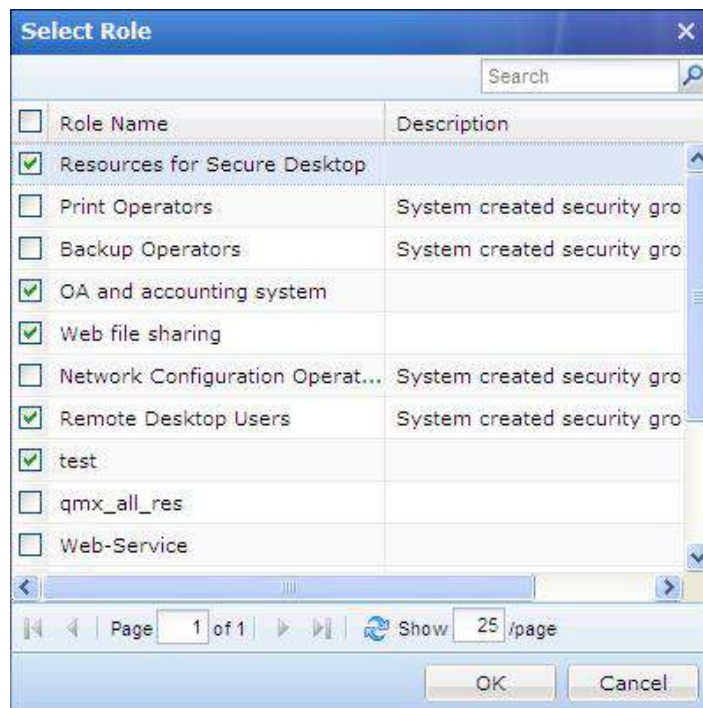 Select Role
Search
Role Name Description
Resources for Secure Desktop
Print Operators System created security gro
Backup Operators System created security gro
OA and accounting system
Web file sharing
Network Configuration Operat... System created security gro
Remote Desktop Users System created security gro
test
qmx_all_res
Web-Service
Page 1 of 1 Show 25 /page
OK Cancel